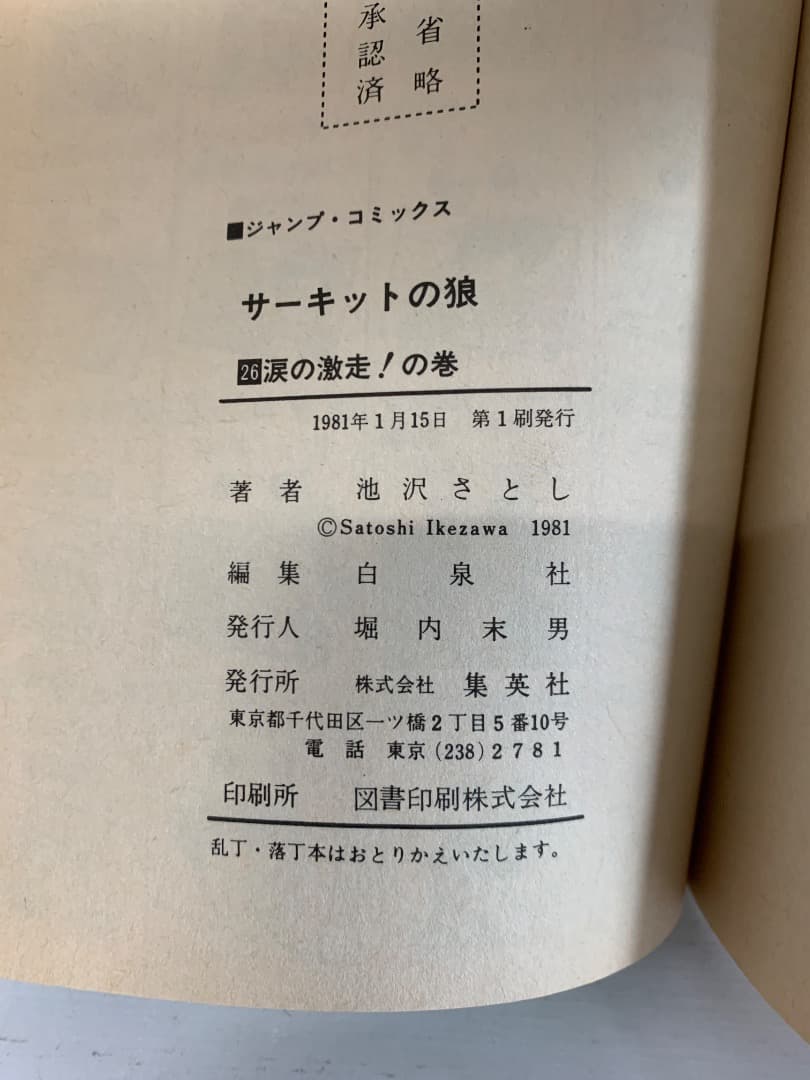 省略
承認済
■ジャンプ・コミックス
サーキットの狼
26涙の激走!の巻
1981年1月15日 第1刷発行
著者 池沢さとし
©Satoshi Ikezawa 1981
編集 白泉社
発行人 堀内末男
発行所 株式会社 集英社
東京都千代田区一ツ橋2丁目5番10号
電話 東京(238)2781
印刷所 図書印刷株式会社
乱丁・落丁本はおとりかえいたします。